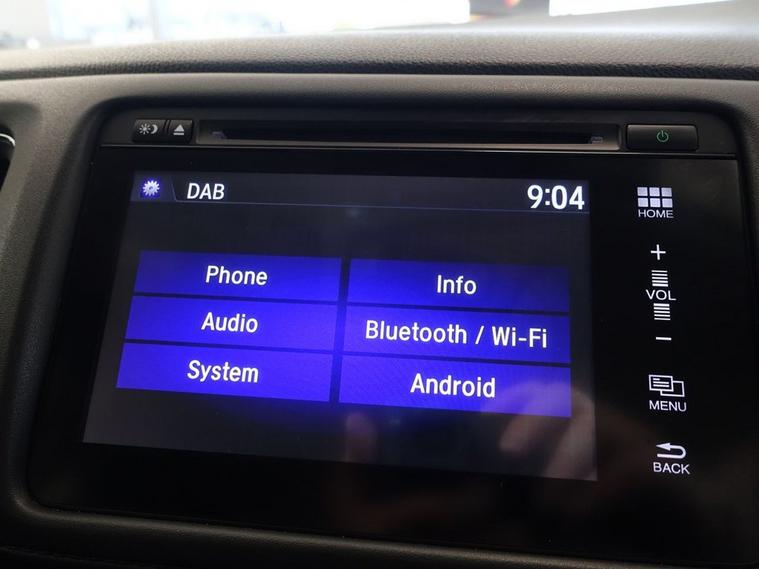 DAB
9:04
Phone
Info
Audio
Bluetooth / Wi-Fi
System
Android
HOME
+
VOL
−
MENU
BACK